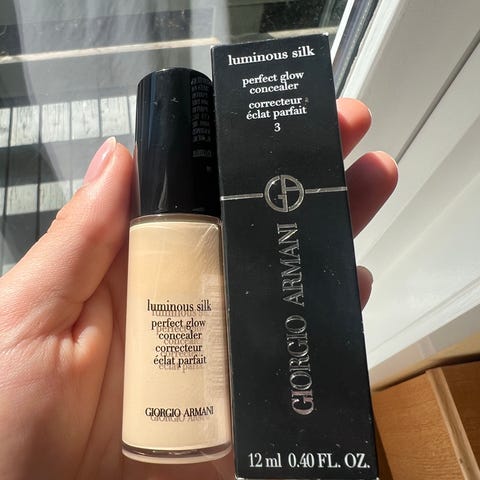 luminous silk
perfect glow
concealer
correcteur
éclat parfait
3
GIORGIO ARMANI
12 ml 0.40 FL. OZ.
luminous silk
perfect glow
concealer
correcteur
éclat parfait
GIORGIO ARMANI